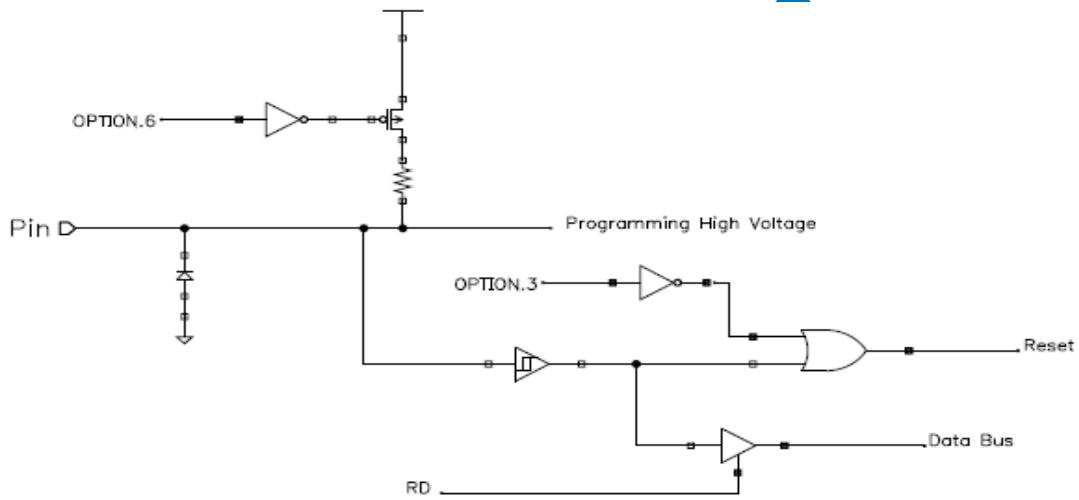 OPTION.6
Pin
Programming High Voltage
OPTION.3
Reset
Data Bus
RD